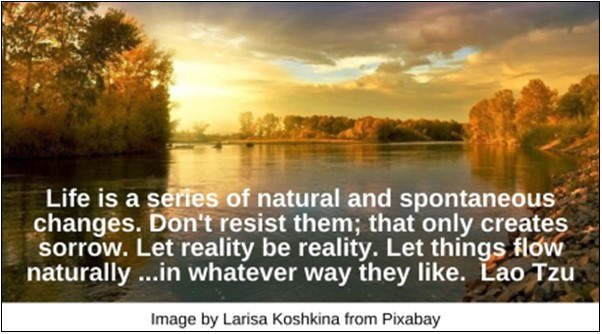 Life is a series of natural and spontaneous
changes. Don't resist them; that only creates
sorrow. Let reality be reality. Let things flow
naturally ...in whatever way they like.  Lao Tzu
Image by Larisa Koshkina from Pixabay